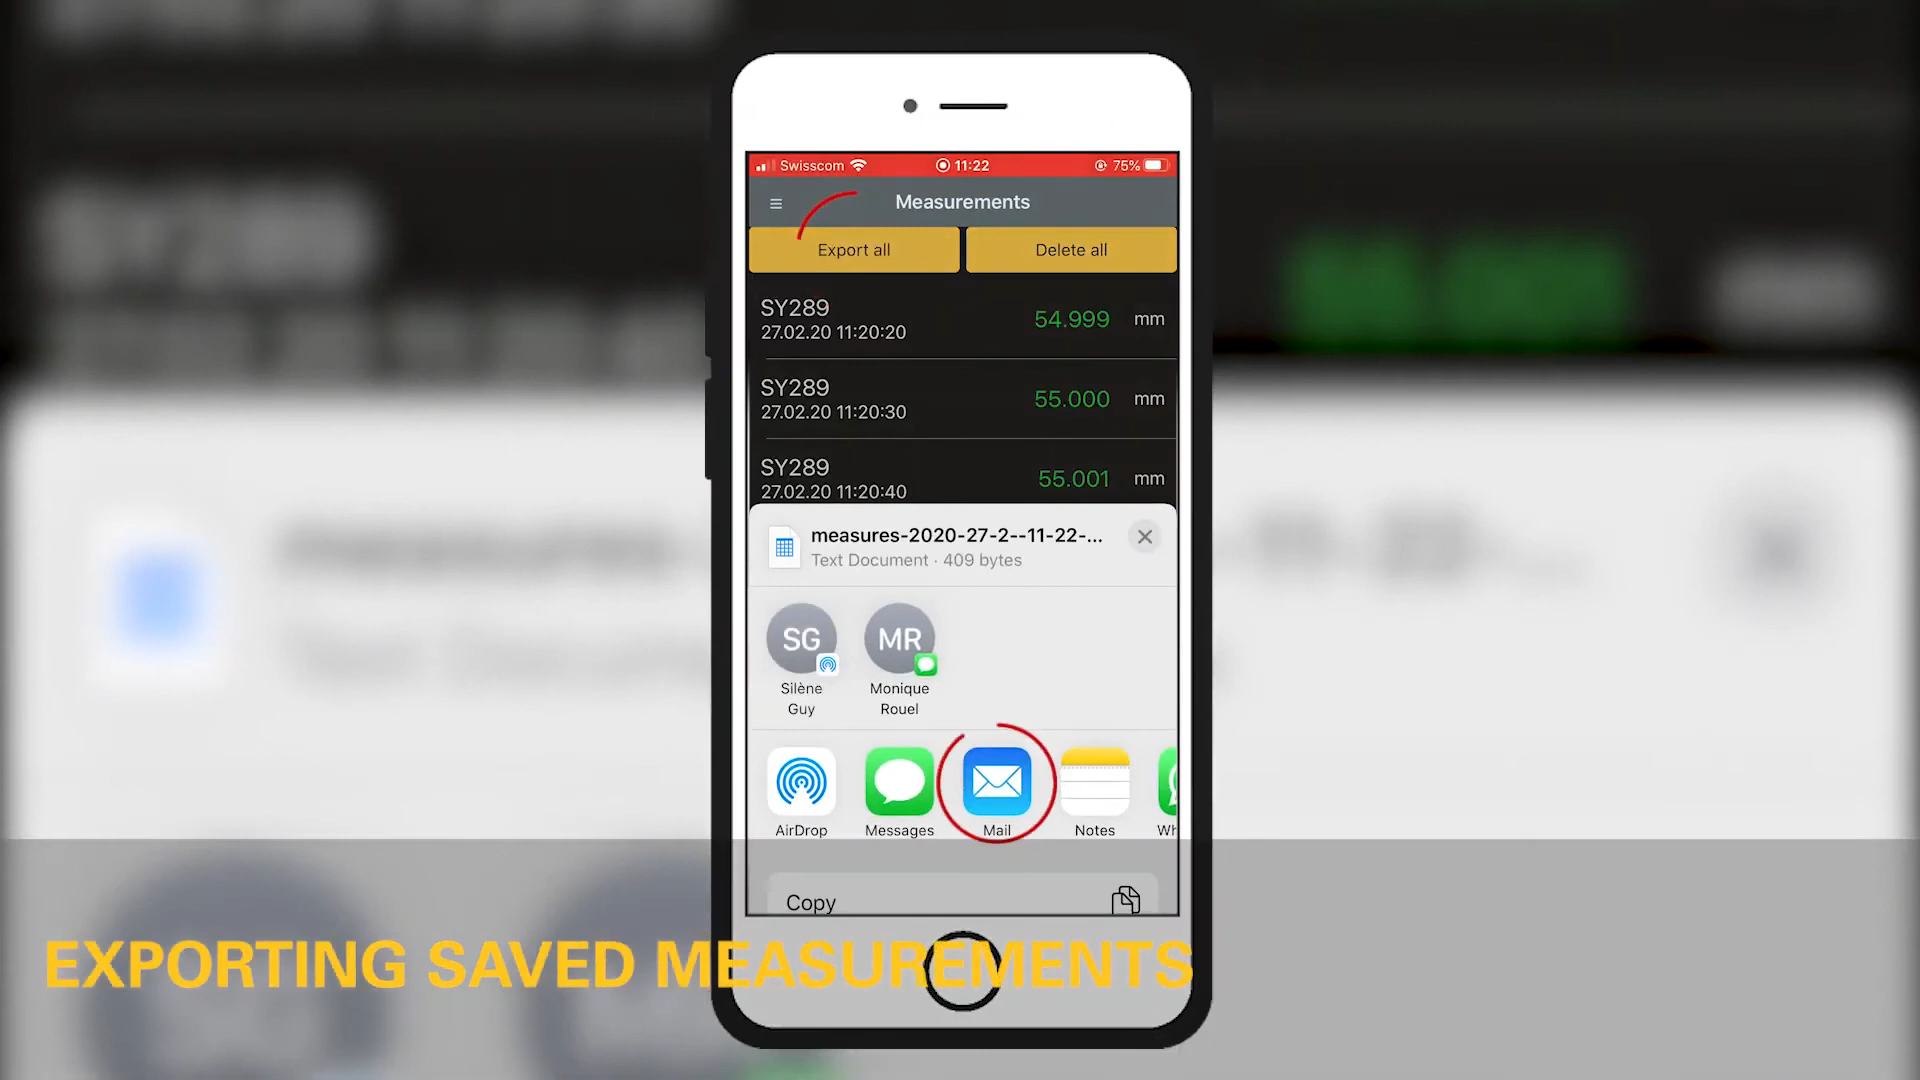 Swisscom 11:22 75%
Measurements
Export all Delete all
SY289
27.02.20 11:20:20
54.999 mm
SY289
27.02.20 11:20:30
55.000 mm
SY289
27.02.20 11:20:40
55.001 mm
measures-2020-27-2--11-22-...
Text Document · 409 bytes
SG MR
Silène
Guy
Monique
Rouel
AirDrop Messages Mail Notes Wh
Copy
EXPORTING SAVED MEASUREMENTS
SY289